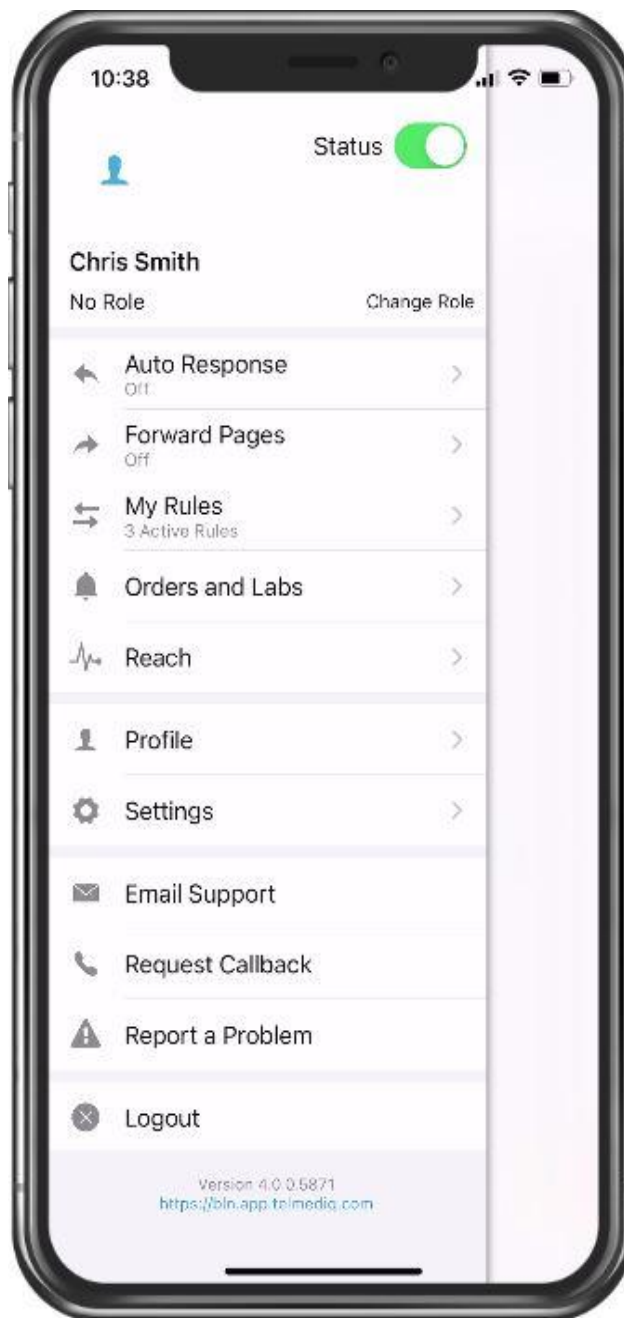 10:38
Status
Chris Smith
No Role Change Role
Auto Response
Off
Forward Pages
Off
My Rules
3 Active Rules
Orders and Labs
Reach
Profile
Settings
Email Support
Request Callback
Report a Problem
Logout
Version 4.0.0.5871
https://bln.app.telmediq.com